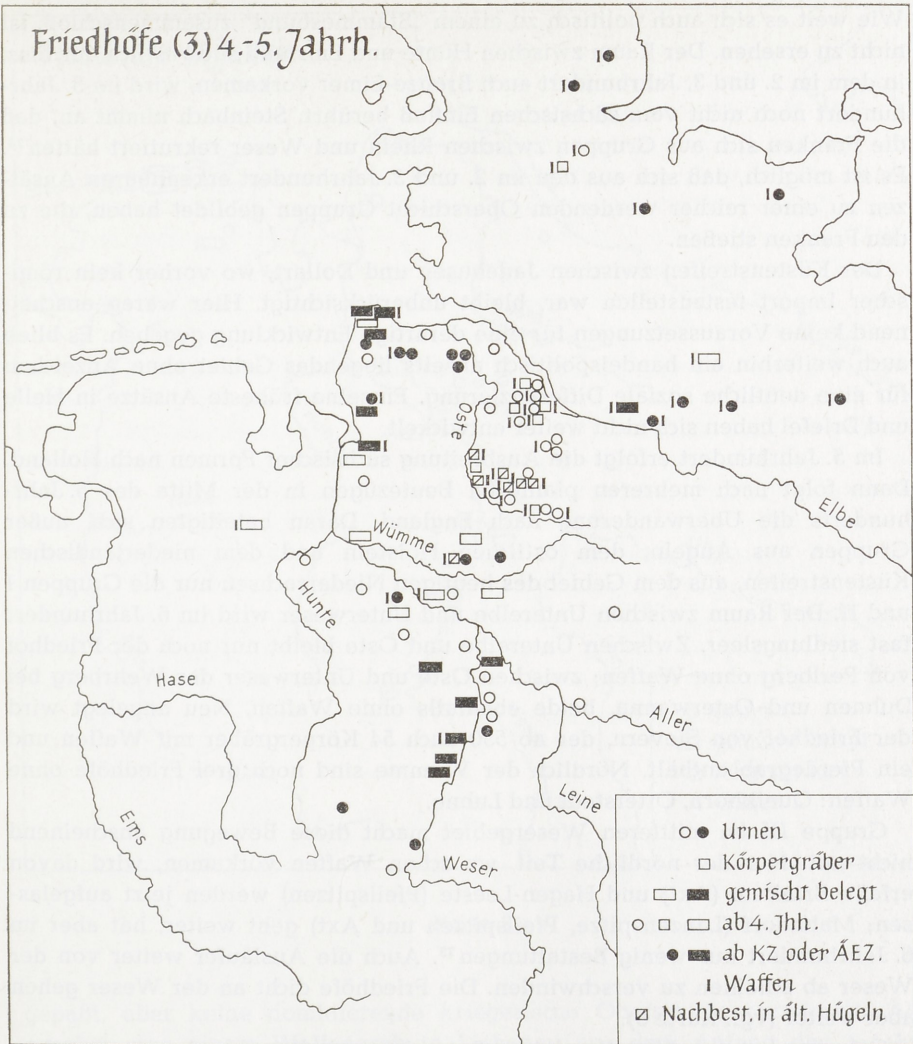 Friedhöfe (3.) 4.-5. Jahrh.
Oste
Elbe
Wümme
Hunte
Hase
Aller
Leine
Ems
Weser
Urnen
Körpergräber
gemischt belegt
ab 4. Jhh.
ab KZ oder ÄEZ.
Waffen
Nachbest. in ält. Hügeln